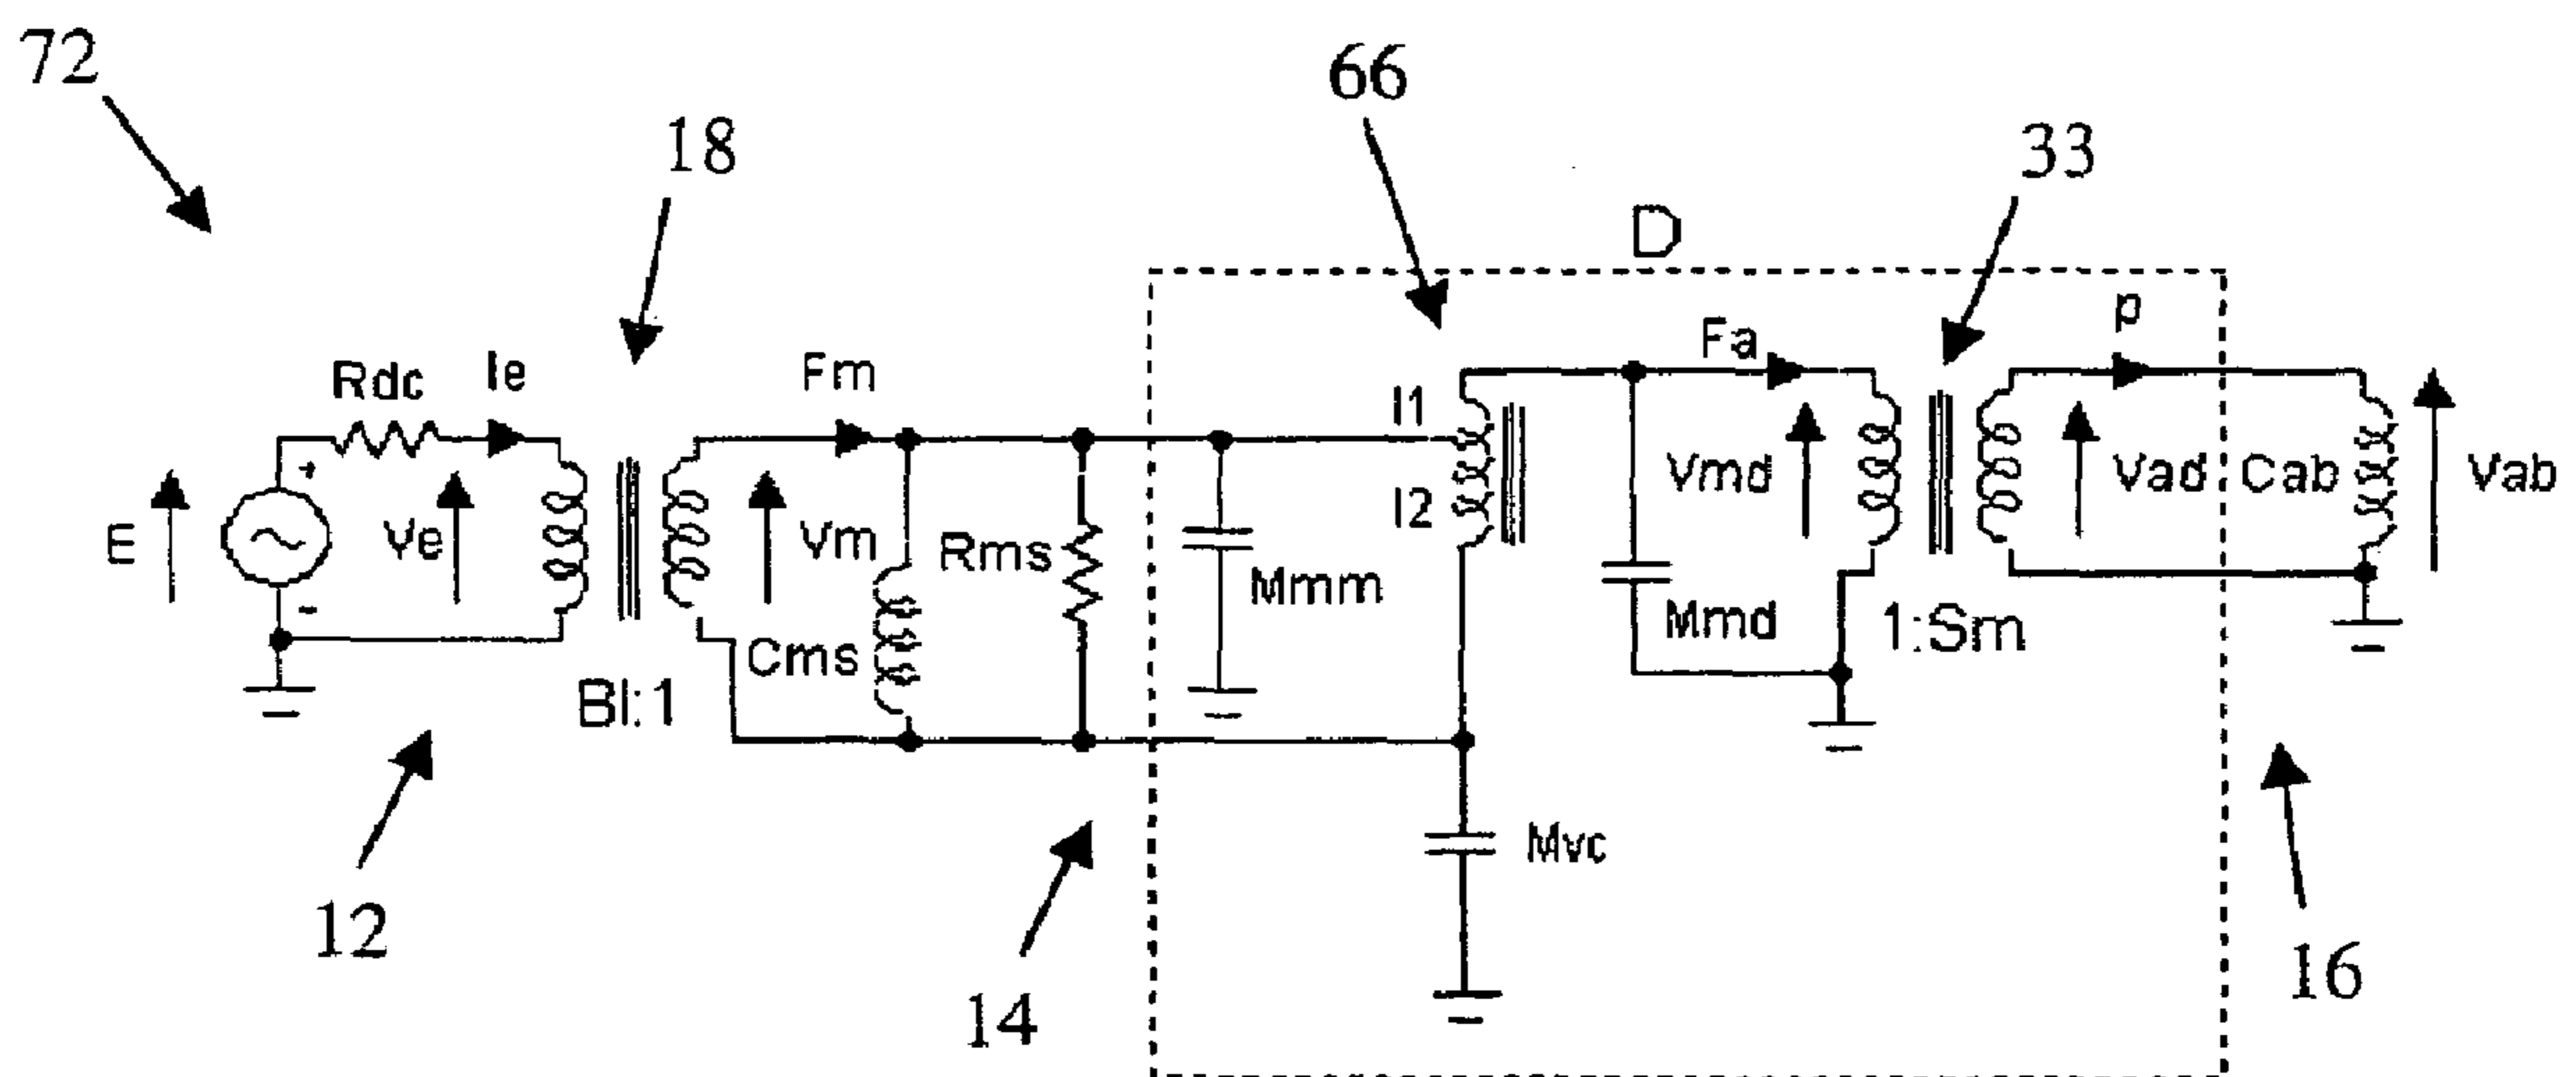 72
66
18
33
D
p
Rdc
Ie
Fm
Fa
I1
+
E
Ve
Vm
Rms
I2
Vmd
Vad
Cab
Vab
-
Mmm
Mmd
1:Sm
Cms
Bl:1
Mvc
12
14
16